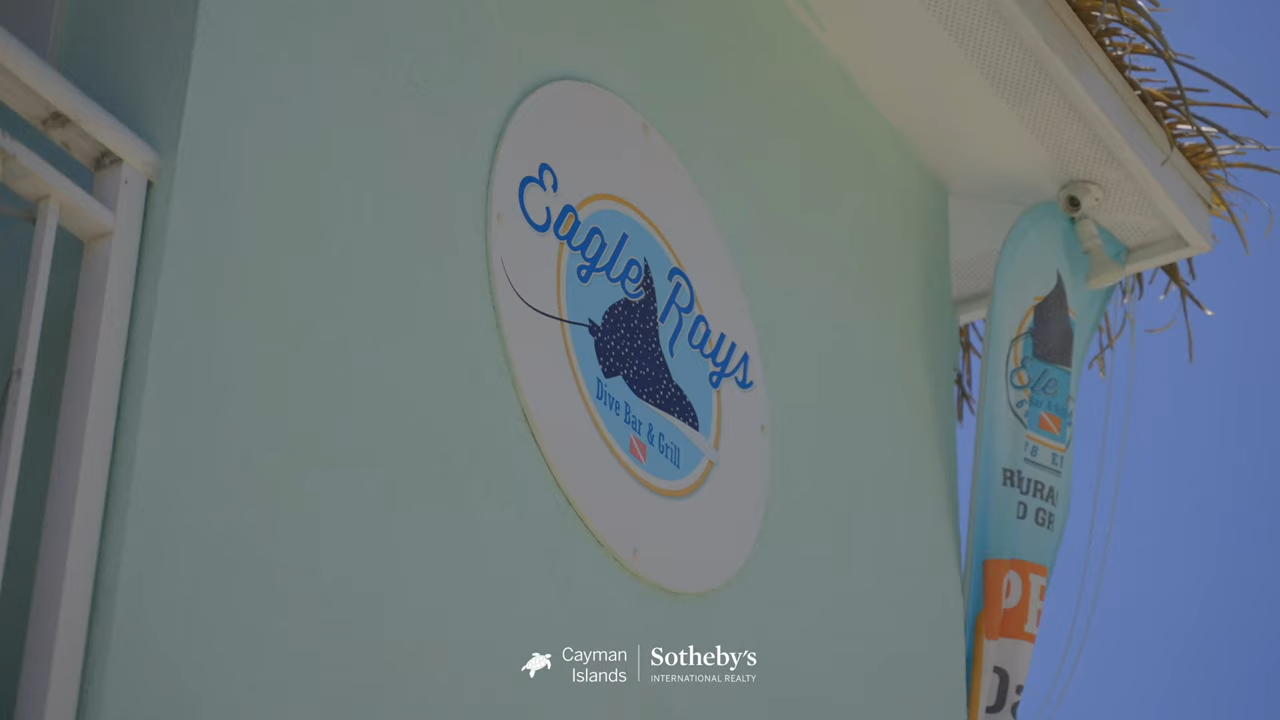 Eagle Rays
Dive Bar & Grill
Cayman
Islands
Sotheby's
INTERNATIONAL REALTY